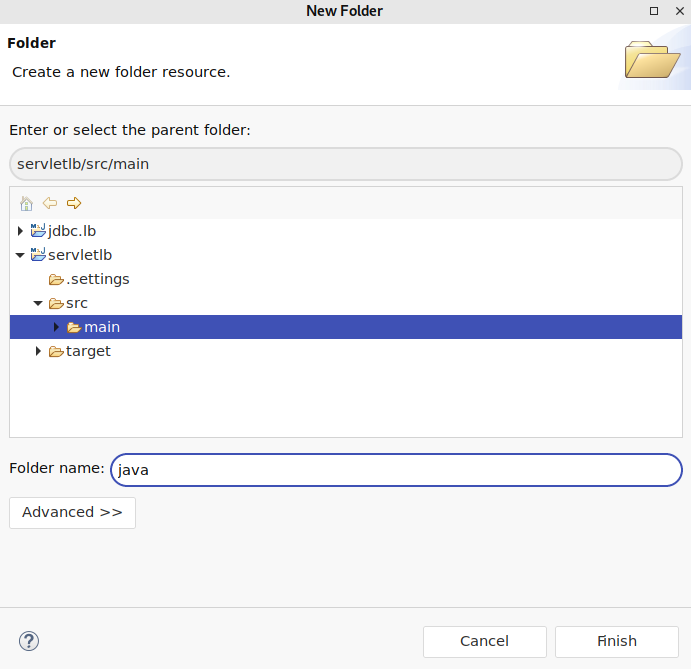 New Folder
Folder
Create a new folder resource.
Enter or select the parent folder:
servletlb/src/main
jdbc.lb
servletlb
.settings
src
main
target
Folder name: java
Advanced >>
Cancel Finish